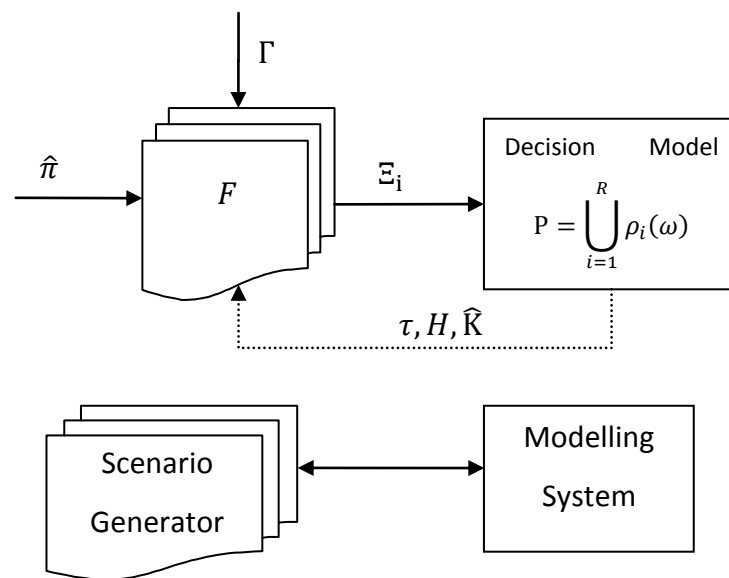 Γ
π̂
F
Ξi
Decision Model
P = ⋃_{i=1}^{R} ρ_i(ω)
τ, H, K̂
Scenario
Generator
Modelling
System